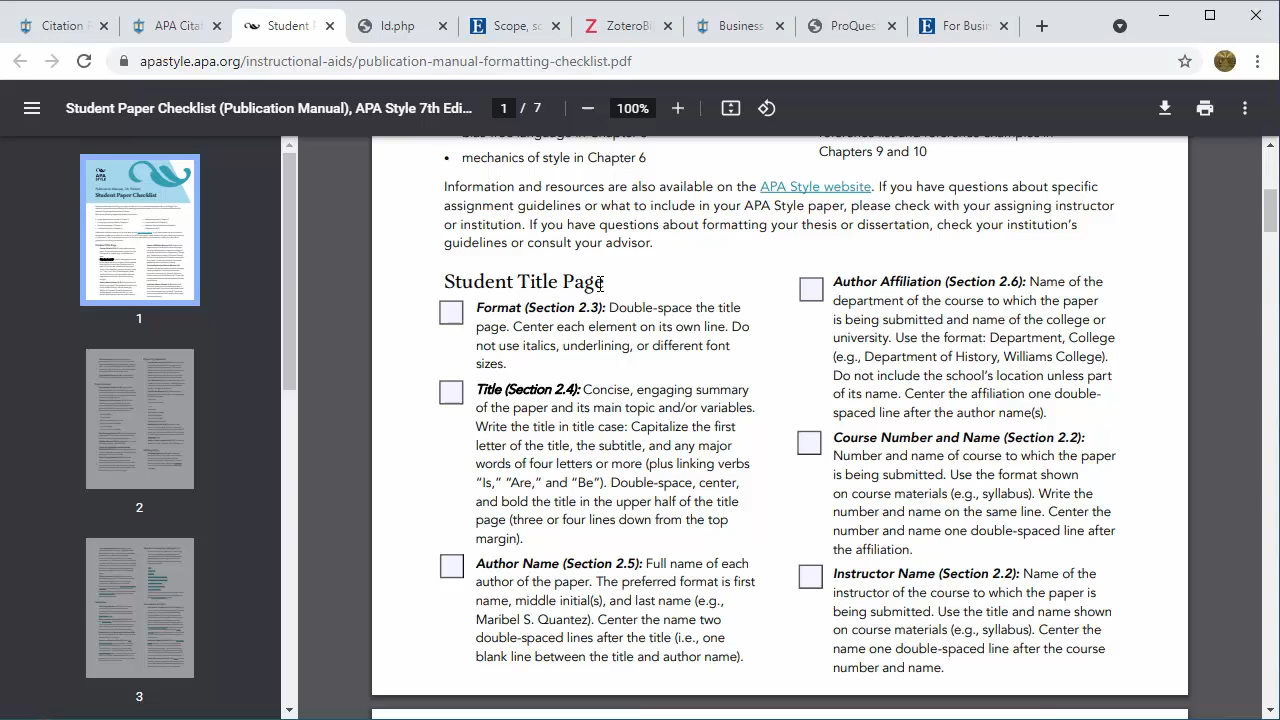 Citation P
APA Cita
Student P
ld.php
Scope, sc
ZoteroBi
Business
ProQues
For Busin
apastyle.apa.org/instructional-aids/publication-manual-formatting-checklist.pdf
Student Paper Checklist (Publication Manual), APA Style 7th Edi...
1 / 7
100%
mechanics of style in Chapter 6
Chapters 9 and 10
Information and resources are also available on the APA Style website. If you have questions about specific
assignment guidelines or what to include in your APA Style paper, please check with your assigning instructor
or institution. If you have questions about formatting your thesis or dissertation, check your institution's
guidelines or consult your advisor.
Student Title Page
Format (Section 2.3): Double-space the title
page. Center each element on its own line. Do
not use italics, underlining, or different font
sizes.
Title (Section 2.4): Concise, engaging summary
of the paper and its main topic and/or variables.
Write the title in title case: Capitalize the first
letter of the title, the subtitle, and any major
words of four letters or more (plus linking verbs
“Is,” “Are,” and “Be”). Double-space, center,
and bold the title in the upper half of the title
page (three or four lines down from the top
margin).
Author Name (Section 2.5): Full name of each
author of the paper. The preferred format is first
name, middle initial(s), and last name (e.g.,
Maribel S. Quantez). Center the name two
double-spaced lines after the title (i.e., one
blank line between the title and author name).
Author Affiliation (Section 2.6): Name of the
department of the course to which the paper
is being submitted and name of the college or
university. Use the format: Department, College
(e.g., Department of History, Williams College).
Do not include the school's location unless part
of its name. Center the affiliation one double-
spaced line after the author name(s).
Course Number and Name (Section 2.2):
Number and name of course to which the paper
is being submitted. Use the format shown
on course materials (e.g., syllabus). Write the
number and name on the same line. Center the
number and name one double-spaced line after
the affiliation.
Instructor Name (Section 2.2): Name of the
instructor of the course to which the paper is
being submitted. Use the title and name shown
on course materials (e.g., syllabus). Center the
name one double-spaced line after the course
number and name.
1
2
3